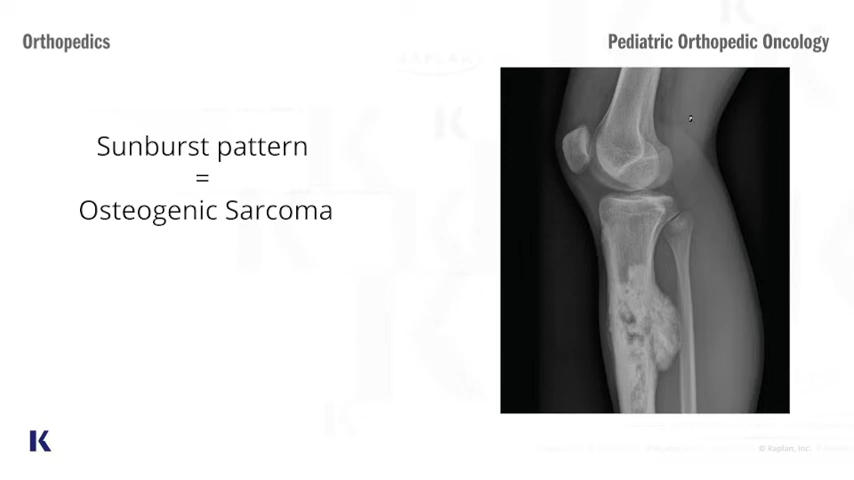 Orthopedics
Pediatric Orthopedic Oncology
Sunburst pattern
=
Osteogenic Sarcoma
K
© Kaplan, Inc.